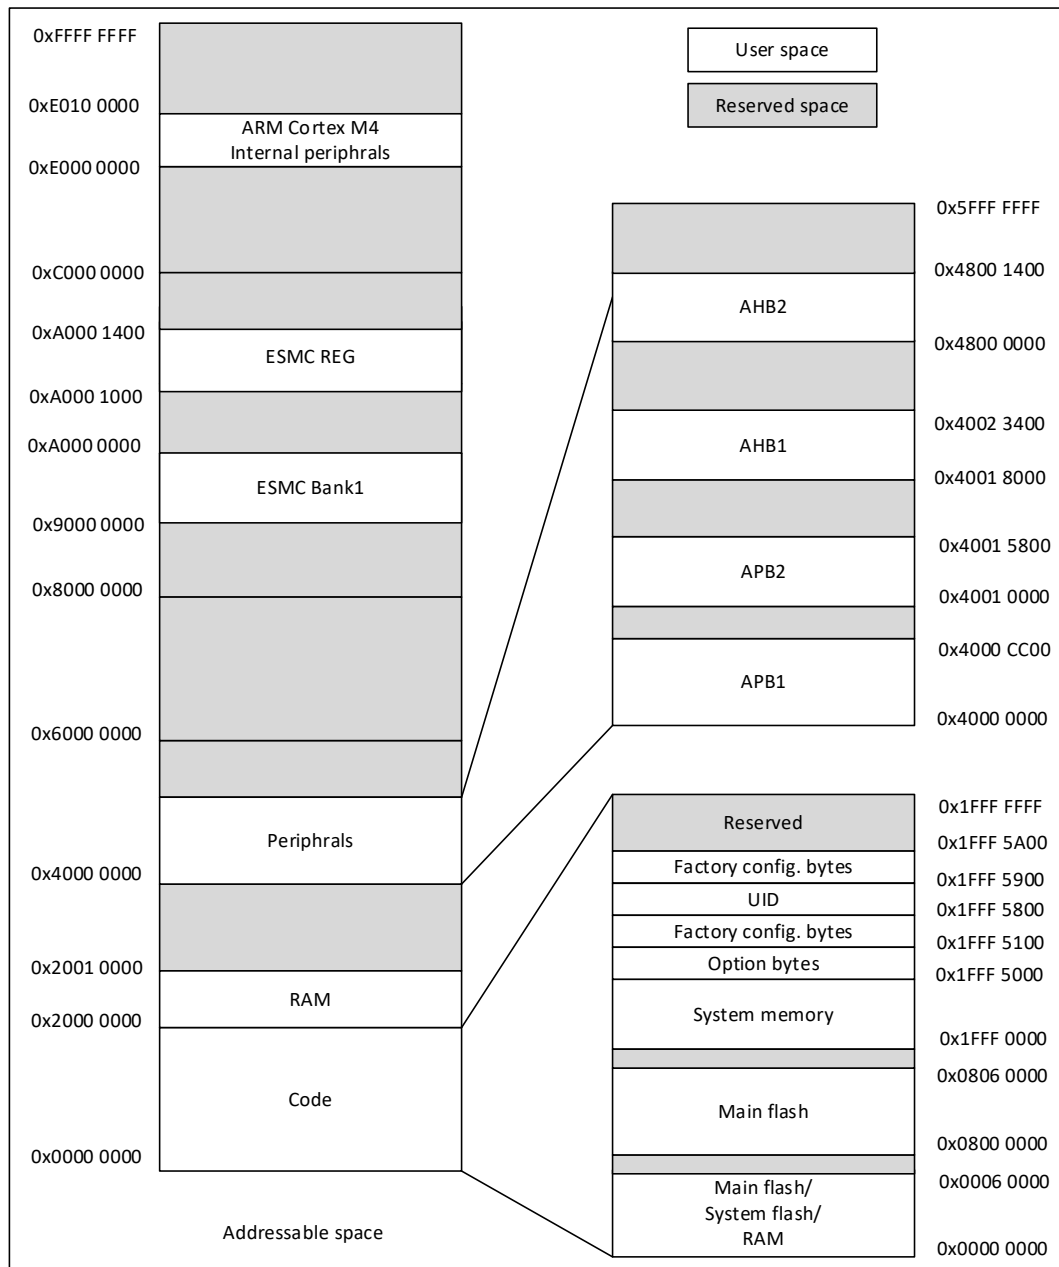 0xFFFF FFFF
0xE010 0000
ARM Cortex M4
Internal periphrals
0xE000 0000
0xC000 0000
0xA000 1400
ESMC REG
0xA000 1000
0xA000 0000
ESMC Bank1
0x9000 0000
0x8000 0000
0x6000 0000
Periphrals
0x4000 0000
0x2001 0000
RAM
0x2000 0000
Code
0x0000 0000
Addressable space
User space
Reserved space
0x5FFF FFFF
0x4800 1400
AHB2
0x4800 0000
0x4002 3400
AHB1
0x4001 8000
0x4001 5800
APB2
0x4001 0000
0x4000 CC00
APB1
0x4000 0000
0x1FFF FFFF
Reserved
0x1FFF 5A00
Factory config. bytes
0x1FFF 5900
UID
0x1FFF 5800
Factory config. bytes
0x1FFF 5100
Option bytes
0x1FFF 5000
System memory
0x1FFF 0000
0x0806 0000
Main flash
0x0800 0000
0x0006 0000
Main flash/
System flash/
RAM
0x0000 0000